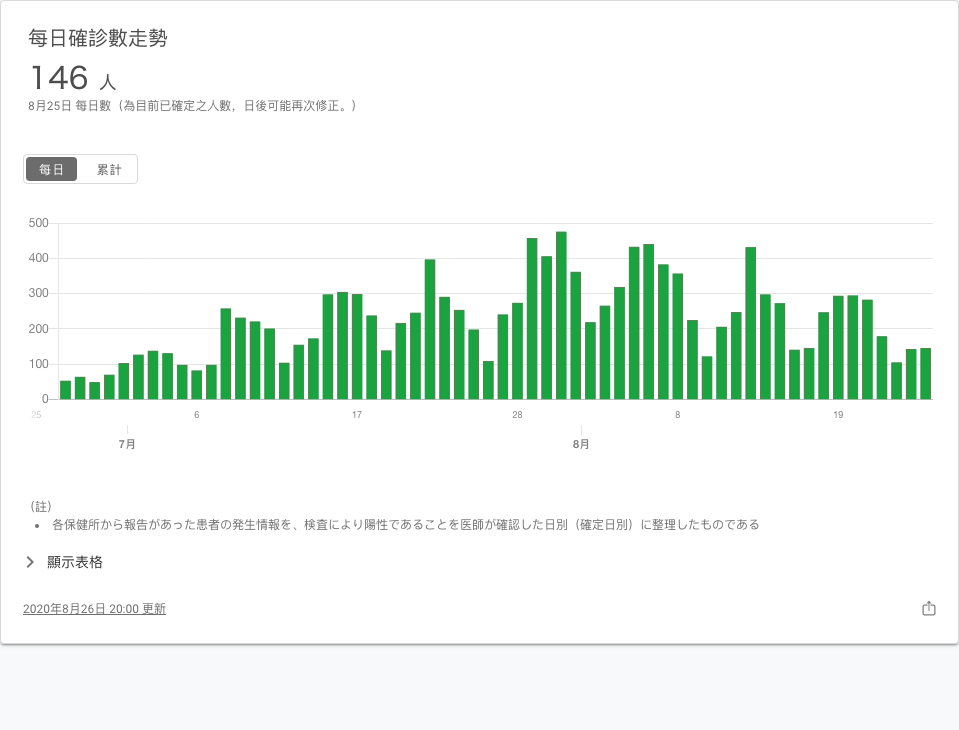 每日確診數走勢
146 人
8月25日 每日數（為目前已確定之人數，日後可能再次修正。）
每日 累計
500
400
300
200
100
0
25 6 17 28 8 19
7月 8月
（註）
• 各保健所から報告があった患者の発生情報を、検査により陽性であることを医師が確認した日別（確定日別）に整理したものである
顯示表格
2020年8月26日 20:00 更新